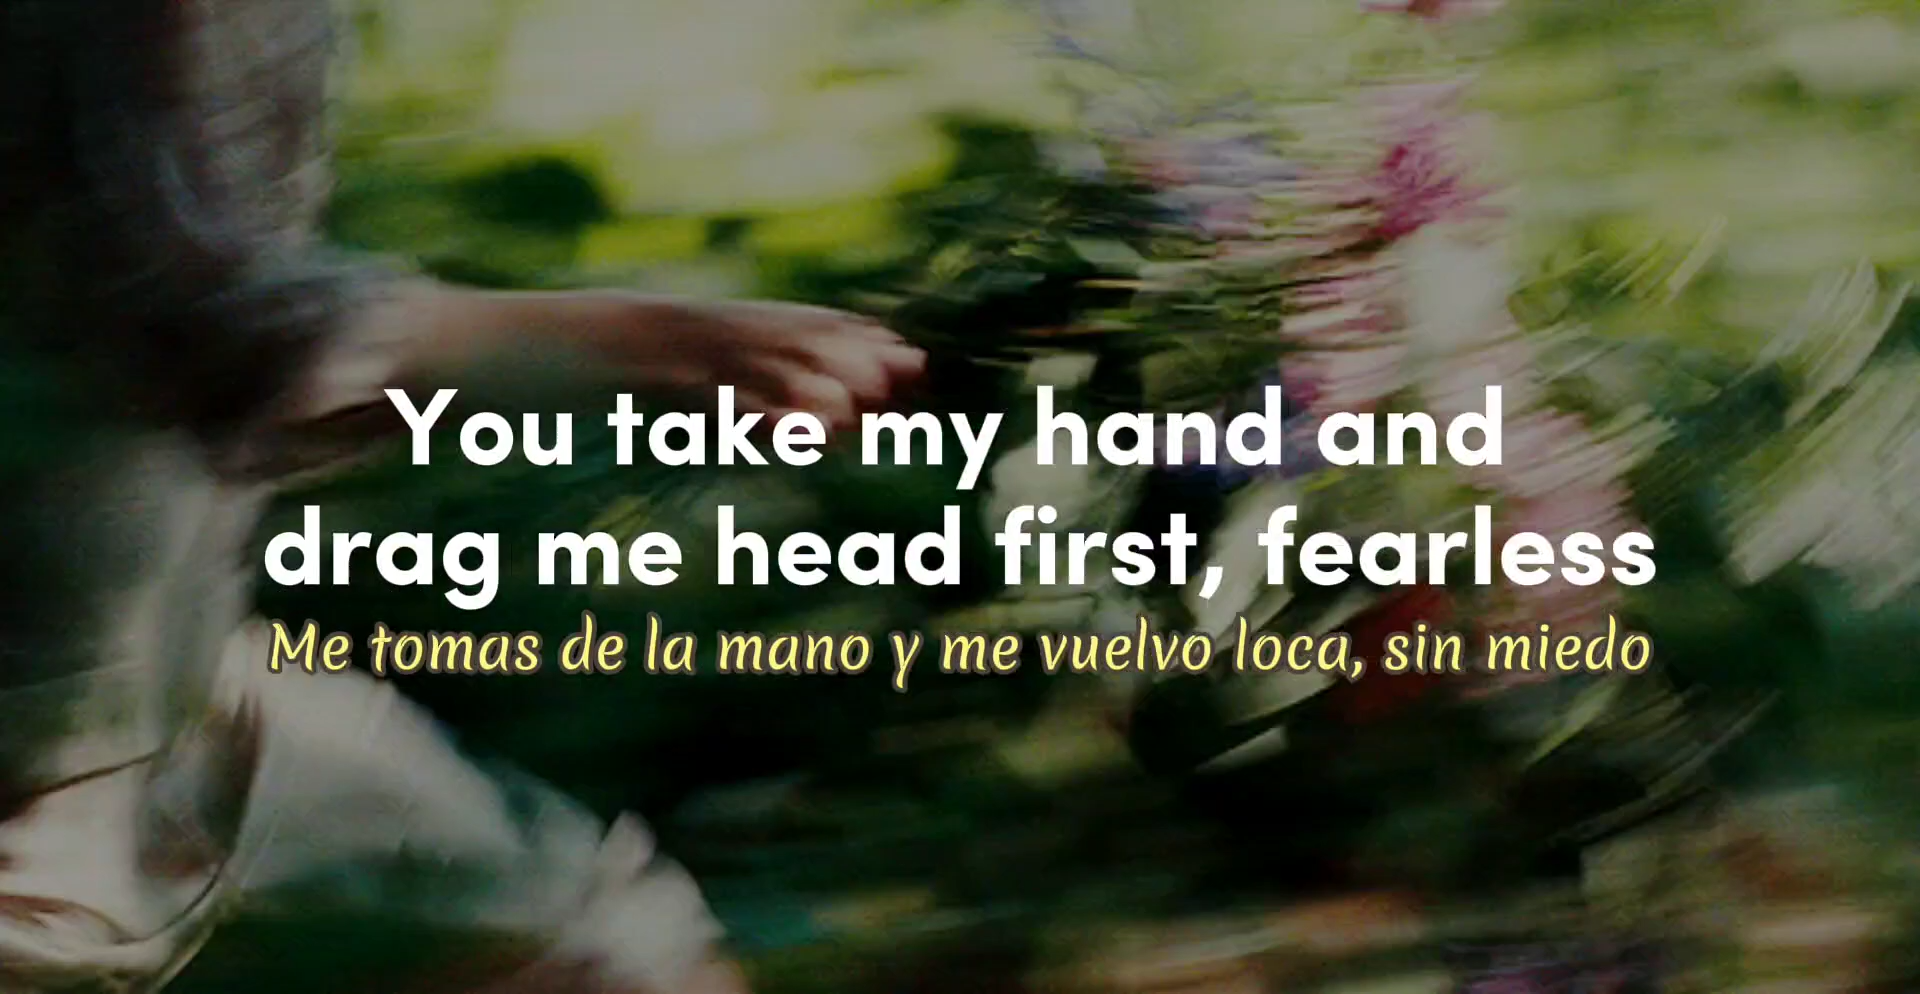 You take my hand and
drag me head first, fearless
Me tomas de la mano y me vuelvo loca, sin miedo